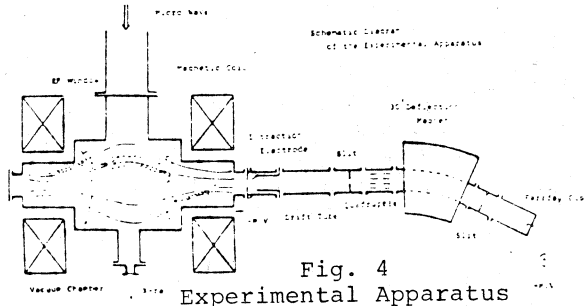 Micro Wave
Schematic Diagram
of the Experimental Apparatus
RF Window
Magnetic Coil
Extraction
Electrode
Slit
Deflection
Magnet
Faraday Cup
Drift Tube
Quadrupole
Slit
Vacuum Chamber
Fig. 4
Experimental Apparatus